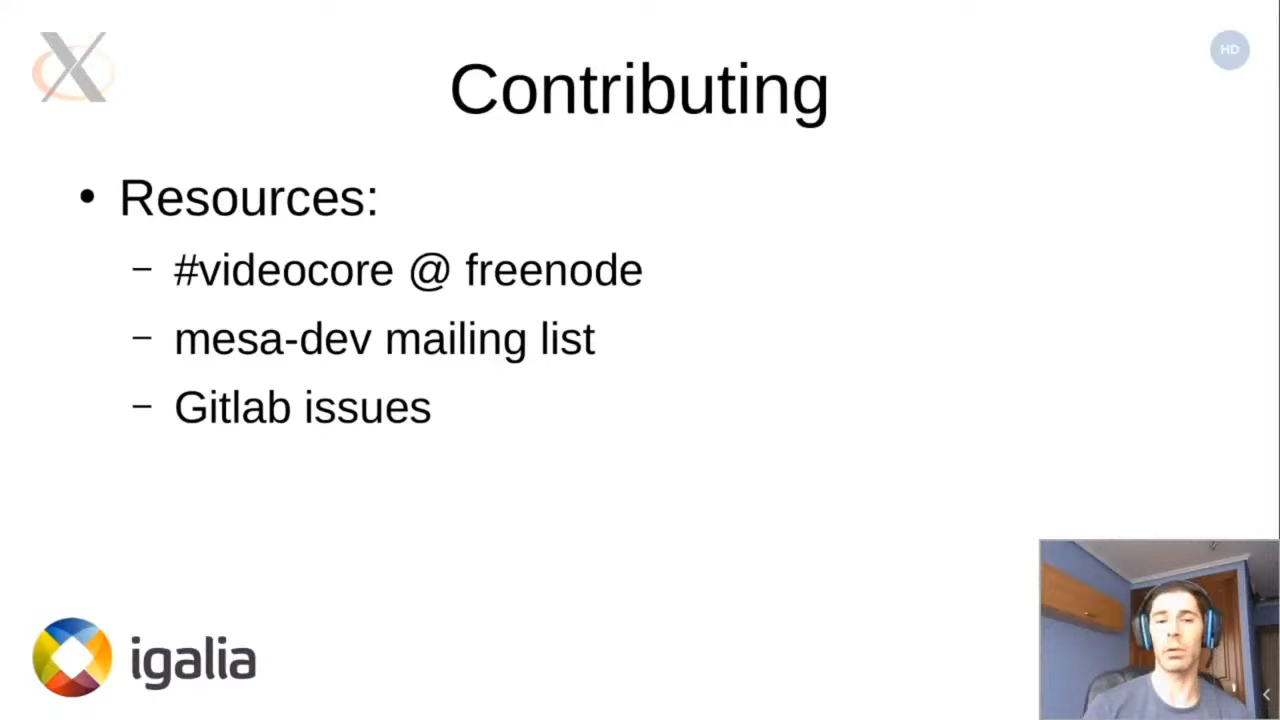 HD
Contributing
• Resources:
– #videocore @ freenode
– mesa-dev mailing list
– Gitlab issues
igalia